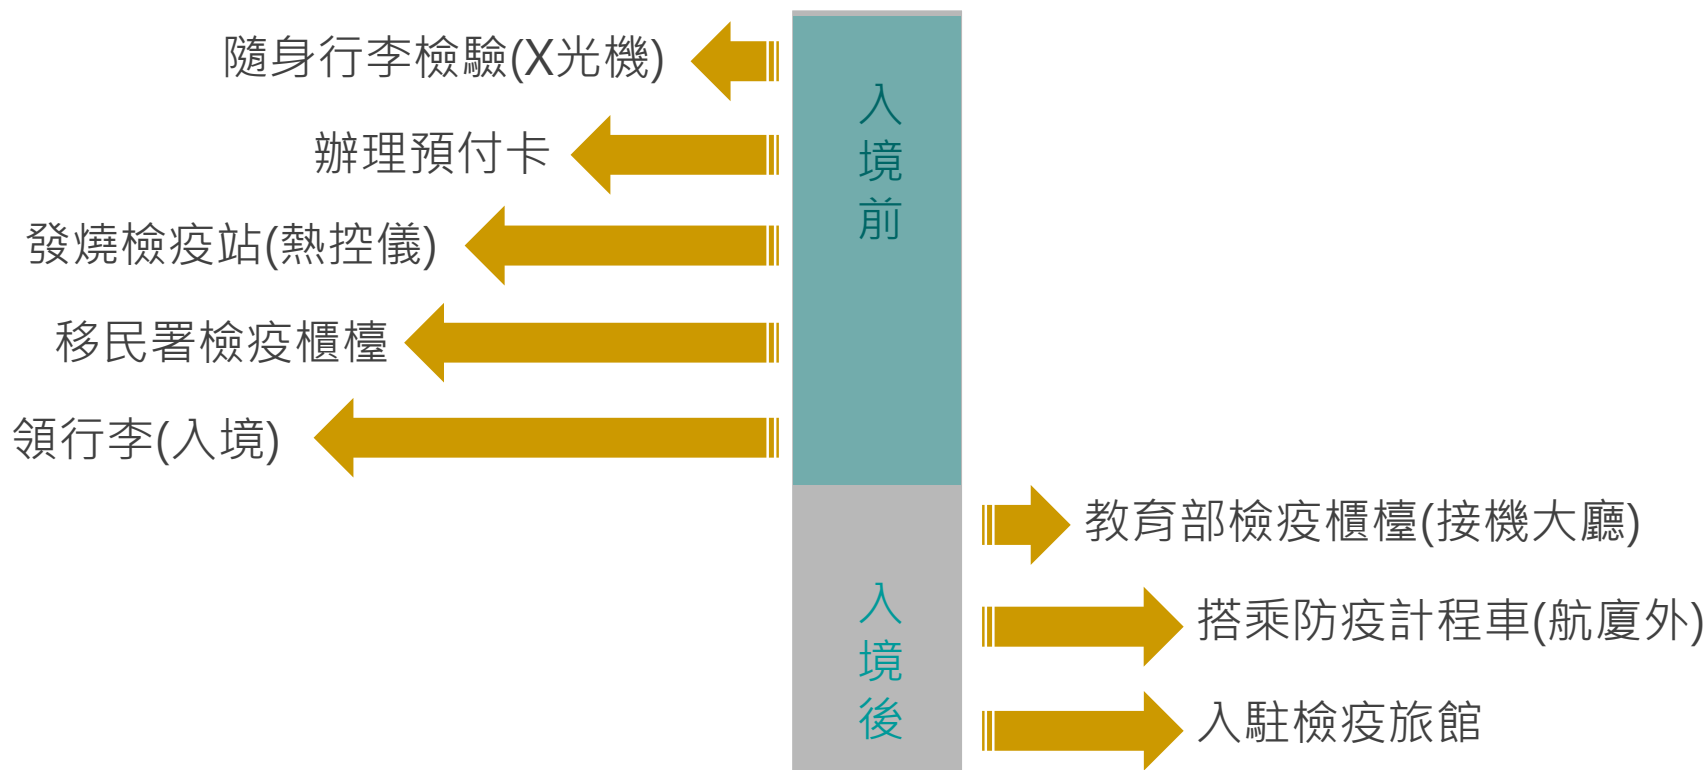 入境前
隨身行李檢驗(X光機)
辦理預付卡
發燒檢疫站(熱控儀)
移民署檢疫櫃檯
領行李(入境)
入境後
教育部檢疫櫃檯(接機大廳)
搭乘防疫計程車(航廈外)
入駐檢疫旅館